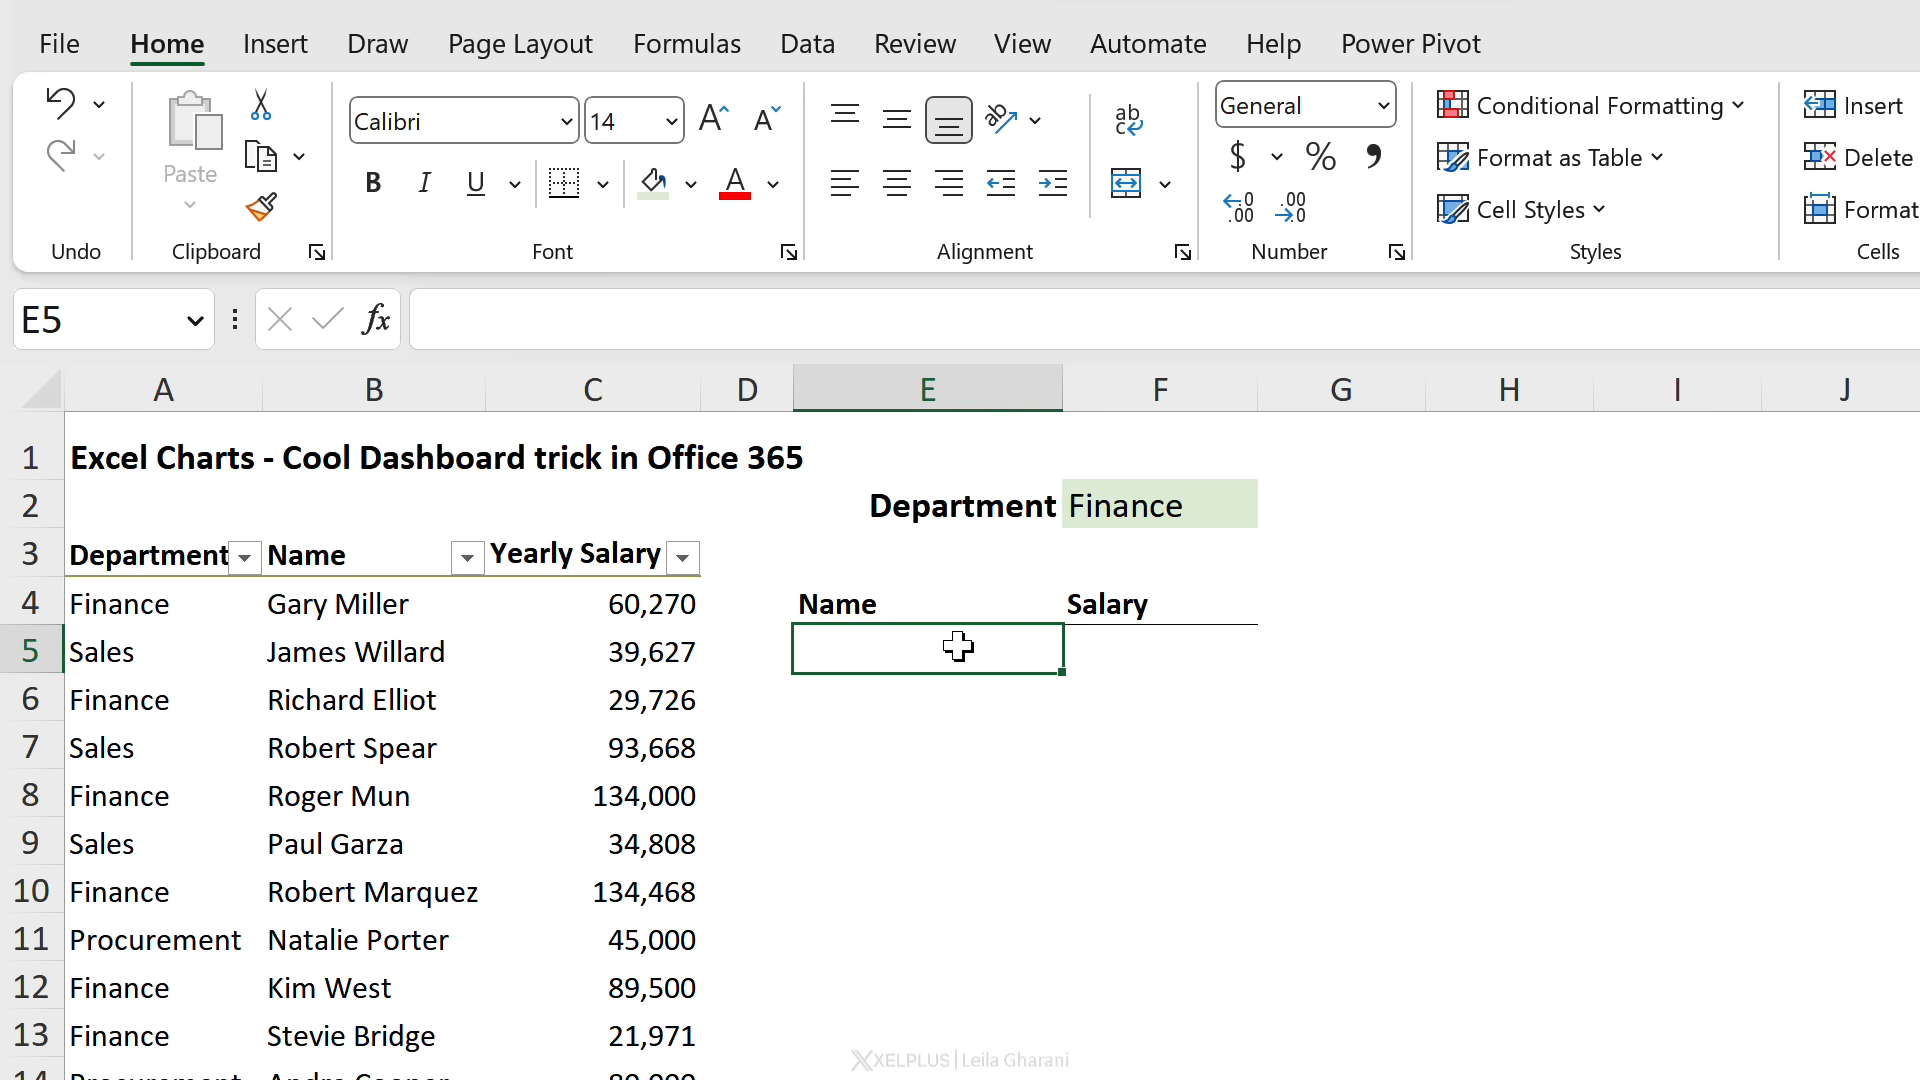 File Home Insert Draw Page Layout Formulas Data Review View Automate Help Power Pivot
Calibri 14 General Conditional Formatting Insert
Paste Format as Table Delete
Cell Styles Format
Undo Clipboard Font Alignment Number Styles Cells
E5 fx
A B C D E F G H I J
1 Excel Charts - Cool Dashboard trick in Office 365
2 Department Finance
3 Department Name Yearly Salary
4 Finance Gary Miller 60,270 Name Salary
5 Sales James Willard 39,627
6 Finance Richard Elliot 29,726
7 Sales Robert Spear 93,668
8 Finance Roger Mun 134,000
9 Sales Paul Garza 34,808
10 Finance Robert Marquez 134,468
11 Procurement Natalie Porter 45,000
12 Finance Kim West 89,500
13 Finance Stevie Bridge 21,971
XELPLUS | Leila Gharani